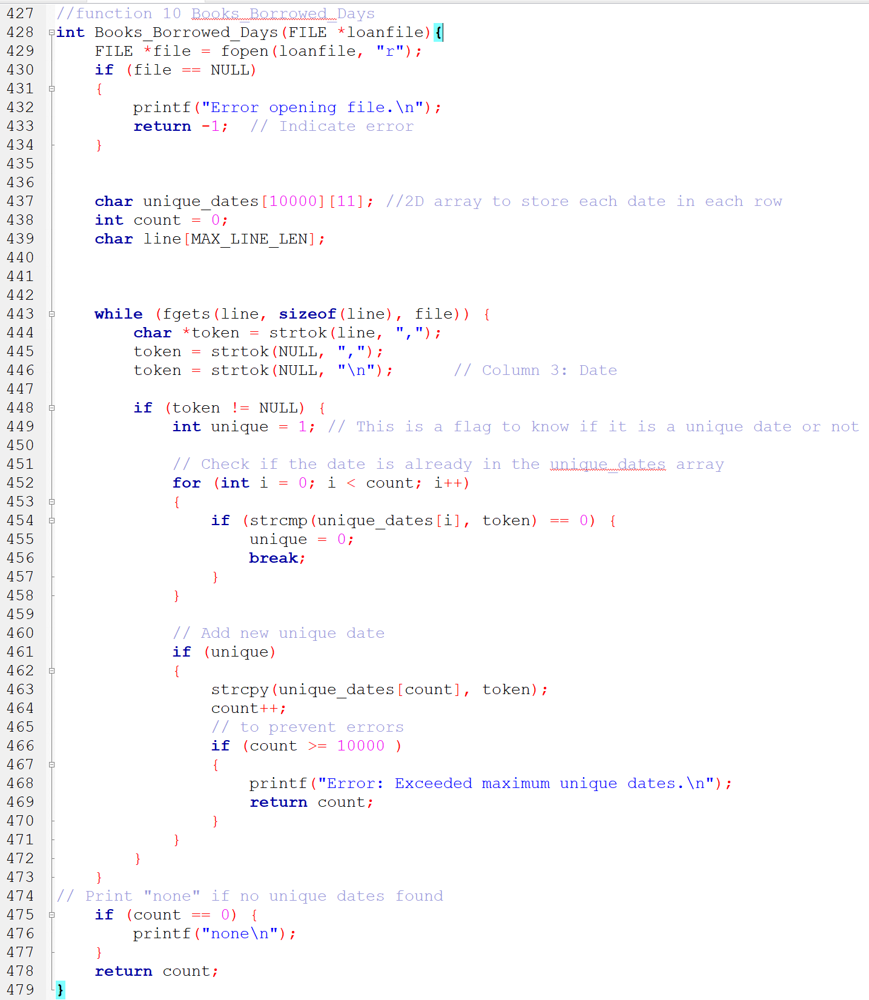 427 //function 10 Books_Borrowed_Days
428 int Books_Borrowed_Days(FILE *loanfile){
429     FILE *file = fopen(loanfile, "r");
430     if (file == NULL)
431     {
432         printf("Error opening file.\n");
433         return -1;  // Indicate error
434     }
435
436
437     char unique_dates[10000][11]; //2D array to store each date in each row
438     int count = 0;
439     char line[MAX_LINE_LEN];
440
441
442
443     while (fgets(line, sizeof(line), file)) {
444         char *token = strtok(line, ",");
445         token = strtok(NULL, ",");
446         token = strtok(NULL, "\n");      // Column 3: Date
447
448         if (token != NULL) {
449             int unique = 1; // This is a flag to know if it is a unique date or not
450
451             // Check if the date is already in the unique_dates array
452             for (int i = 0; i < count; i++)
453             {
454                 if (strcmp(unique_dates[i], token) == 0) {
455                     unique = 0;
456                     break;
457                 }
458             }
459
460             // Add new unique date
461             if (unique)
462             {
463                 strcpy(unique_dates[count], token);
464                 count++;
465                 // to prevent errors
466                 if (count >= 10000 )
467                 {
468                     printf("Error: Exceeded maximum unique dates.\n");
469                     return count;
470                 }
471             }
472         }
473     }
474 // Print "none" if no unique dates found
475     if (count == 0) {
476         printf("none\n");
477     }
478     return count;
479 }